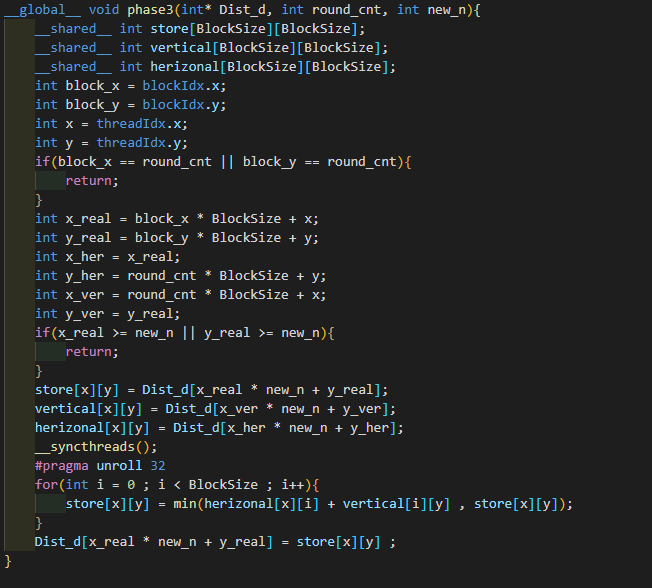 __global__ void phase3(int* Dist_d, int round_cnt, int new_n){
    __shared__ int store[BlockSize][BlockSize];
    __shared__ int vertical[BlockSize][BlockSize];
    __shared__ int herizonal[BlockSize][BlockSize];
    int block_x = blockIdx.x;
    int block_y = blockIdx.y;
    int x = threadIdx.x;
    int y = threadIdx.y;
    if(block_x == round_cnt || block_y == round_cnt){
        return;
    }
    int x_real = block_x * BlockSize + x;
    int y_real = block_y * BlockSize + y;
    int x_her = x_real;
    int y_her = round_cnt * BlockSize + y;
    int x_ver = round_cnt * BlockSize + x;
    int y_ver = y_real;
    if(x_real >= new_n || y_real >= new_n){
        return;
    }
    store[x][y] = Dist_d[x_real * new_n + y_real];
    vertical[x][y] = Dist_d[x_ver * new_n + y_ver];
    herizonal[x][y] = Dist_d[x_her * new_n + y_her];
    __syncthreads();
    #pragma unroll 32
    for(int i = 0 ; i < BlockSize ; i++){
        store[x][y] = min(herizonal[x][i] + vertical[i][y] , store[x][y]);
    }
    Dist_d[x_real * new_n + y_real] = store[x][y] ;
}